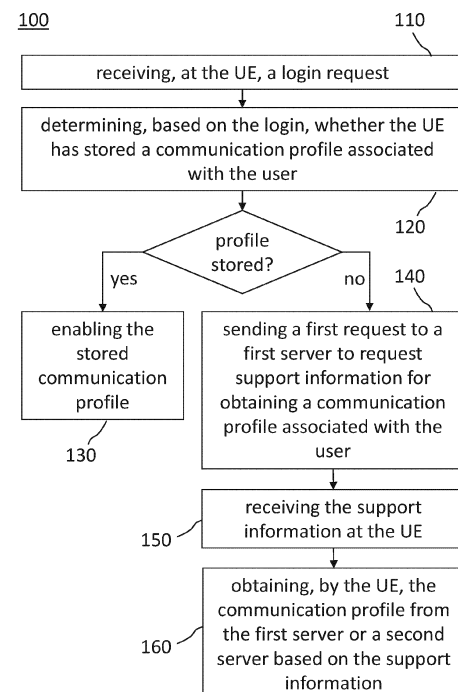 100
110
receiving, at the UE, a login request
determining, based on the login, whether the UE
has stored a communication profile associated
with the user
120
profile
stored?
yes
no
140
enabling the
stored
communication
profile
130
sending a first request to a
first server to request
support information for
obtaining a communication
profile associated with the
user
receiving the support
information at the UE
150
obtaining, by the UE, the
communication profile from
the first server or a second
server based on the support
information
160